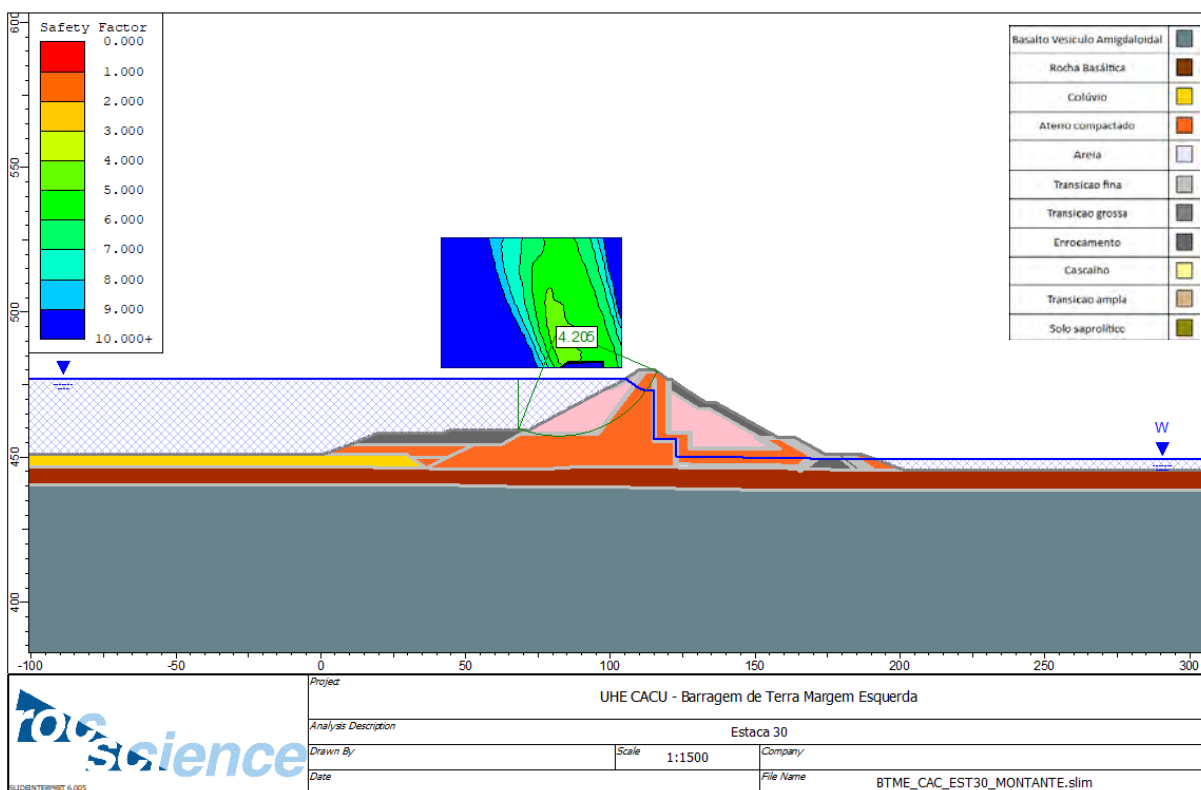 Safety Factor
0.000
1.000
2.000
3.000
4.000
5.000
6.000
7.000
8.000
9.000
10.000+
Basalto Vesiculo Amigdaloidal
Rocha Basáltica
Colúvio
Aterro compactado
Areia
Transicao fina
Transicao grossa
Enrocamento
Cascalho
Transicao ampla
Solo saprolítico
600
550
500
450
400
4.205
W
-100 -50 0 50 100 150 200 250 300
rocscience
SLIDEINTERPRET 6.005
Project
UHE CACU - Barragem de Terra Margem Esquerda
Analysis Description
Estaca 30
Drawn By
Scale
1:1500
Company
Date
File Name
BTME_CAC_EST30_MONTANTE.slim